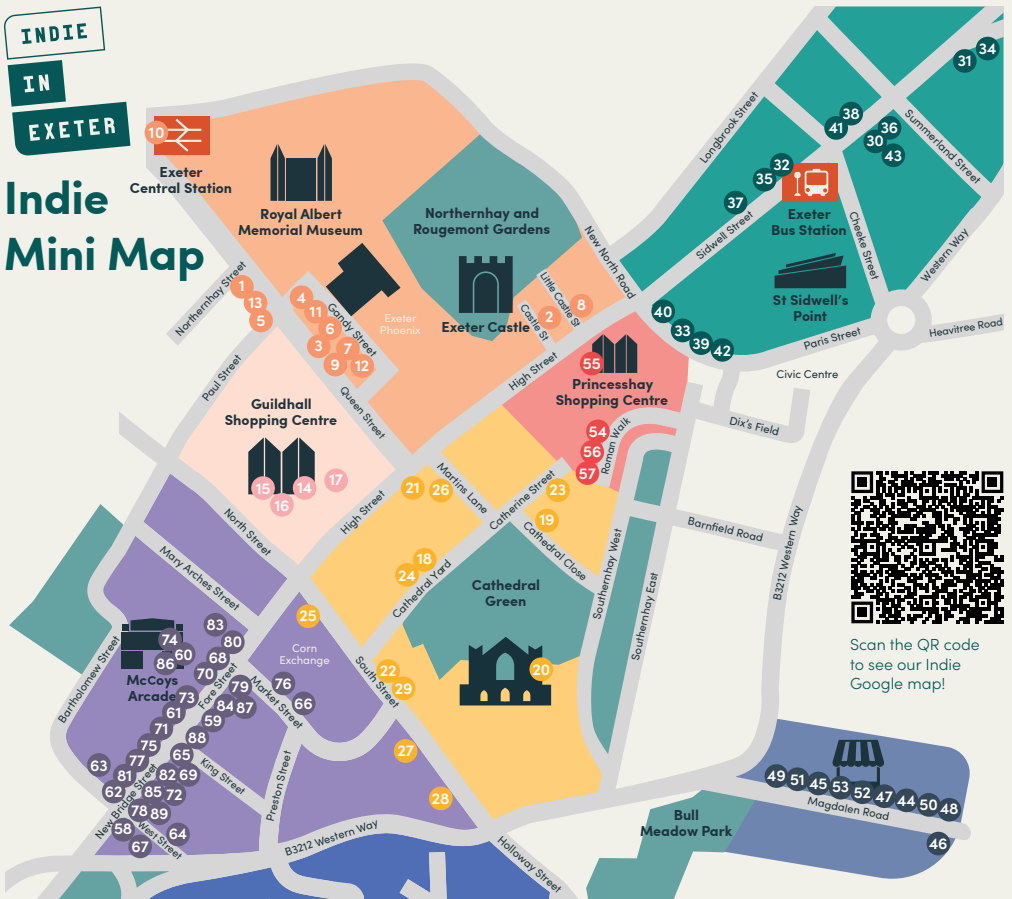 INDIE
IN
EXETER
Indie
Mini Map
10
Exeter
Central Station
Royal Albert
Memorial Museum
Northernhay and
Rougemont Gardens
Exeter Castle
Exeter
Phoenix
Northernhay Street
1
13
5
4
11
6
3
7
9
12
Gandy Street
Queen Street
Paul Street
Little Castle St
Castle St
2
8
New North Road
High Street
Longbrook Street
Sidwell Street
Summerland Street
Cheeke Street
Western Way
31
34
38
41
36
30
43
32
35
37
Exeter
Bus Station
St Sidwell's
Point
40
33
39
42
Paris Street
Heavitree Road
Civic Centre
Dix's Field
55
Princesshay
Shopping Centre
54
56
57
Roman Walk
Guildhall
Shopping Centre
15
14
16
17
North Street
High Street
21
26
Martins Lane
Catherine Street
23
19
Cathedral Close
18
24
Cathedral Yard
Cathedral
Green
20
Southernhay West
Southernhay East
Barnfield Road
B3212 Western Way
Mary Arches Street
25
Corn
Exchange
South Street
22
29
27
28
Bartholomew Street
McCoys
Arcade
74
60
86
83
80
68
70
Fore Street
79
73
61
84
87
59
71
88
75
65
77
63
81
82
69
62
85
72
78
89
58
64
67
76
66
Market Street
King Street
Preston Street
New Bridge Street
West Street
B3212 Western Way
Holloway Street
Bull
Meadow Park
49
51
45
53
52
47
44
50
48
46
Magdalen Road
Scan the QR code
to see our Indie
Google map!